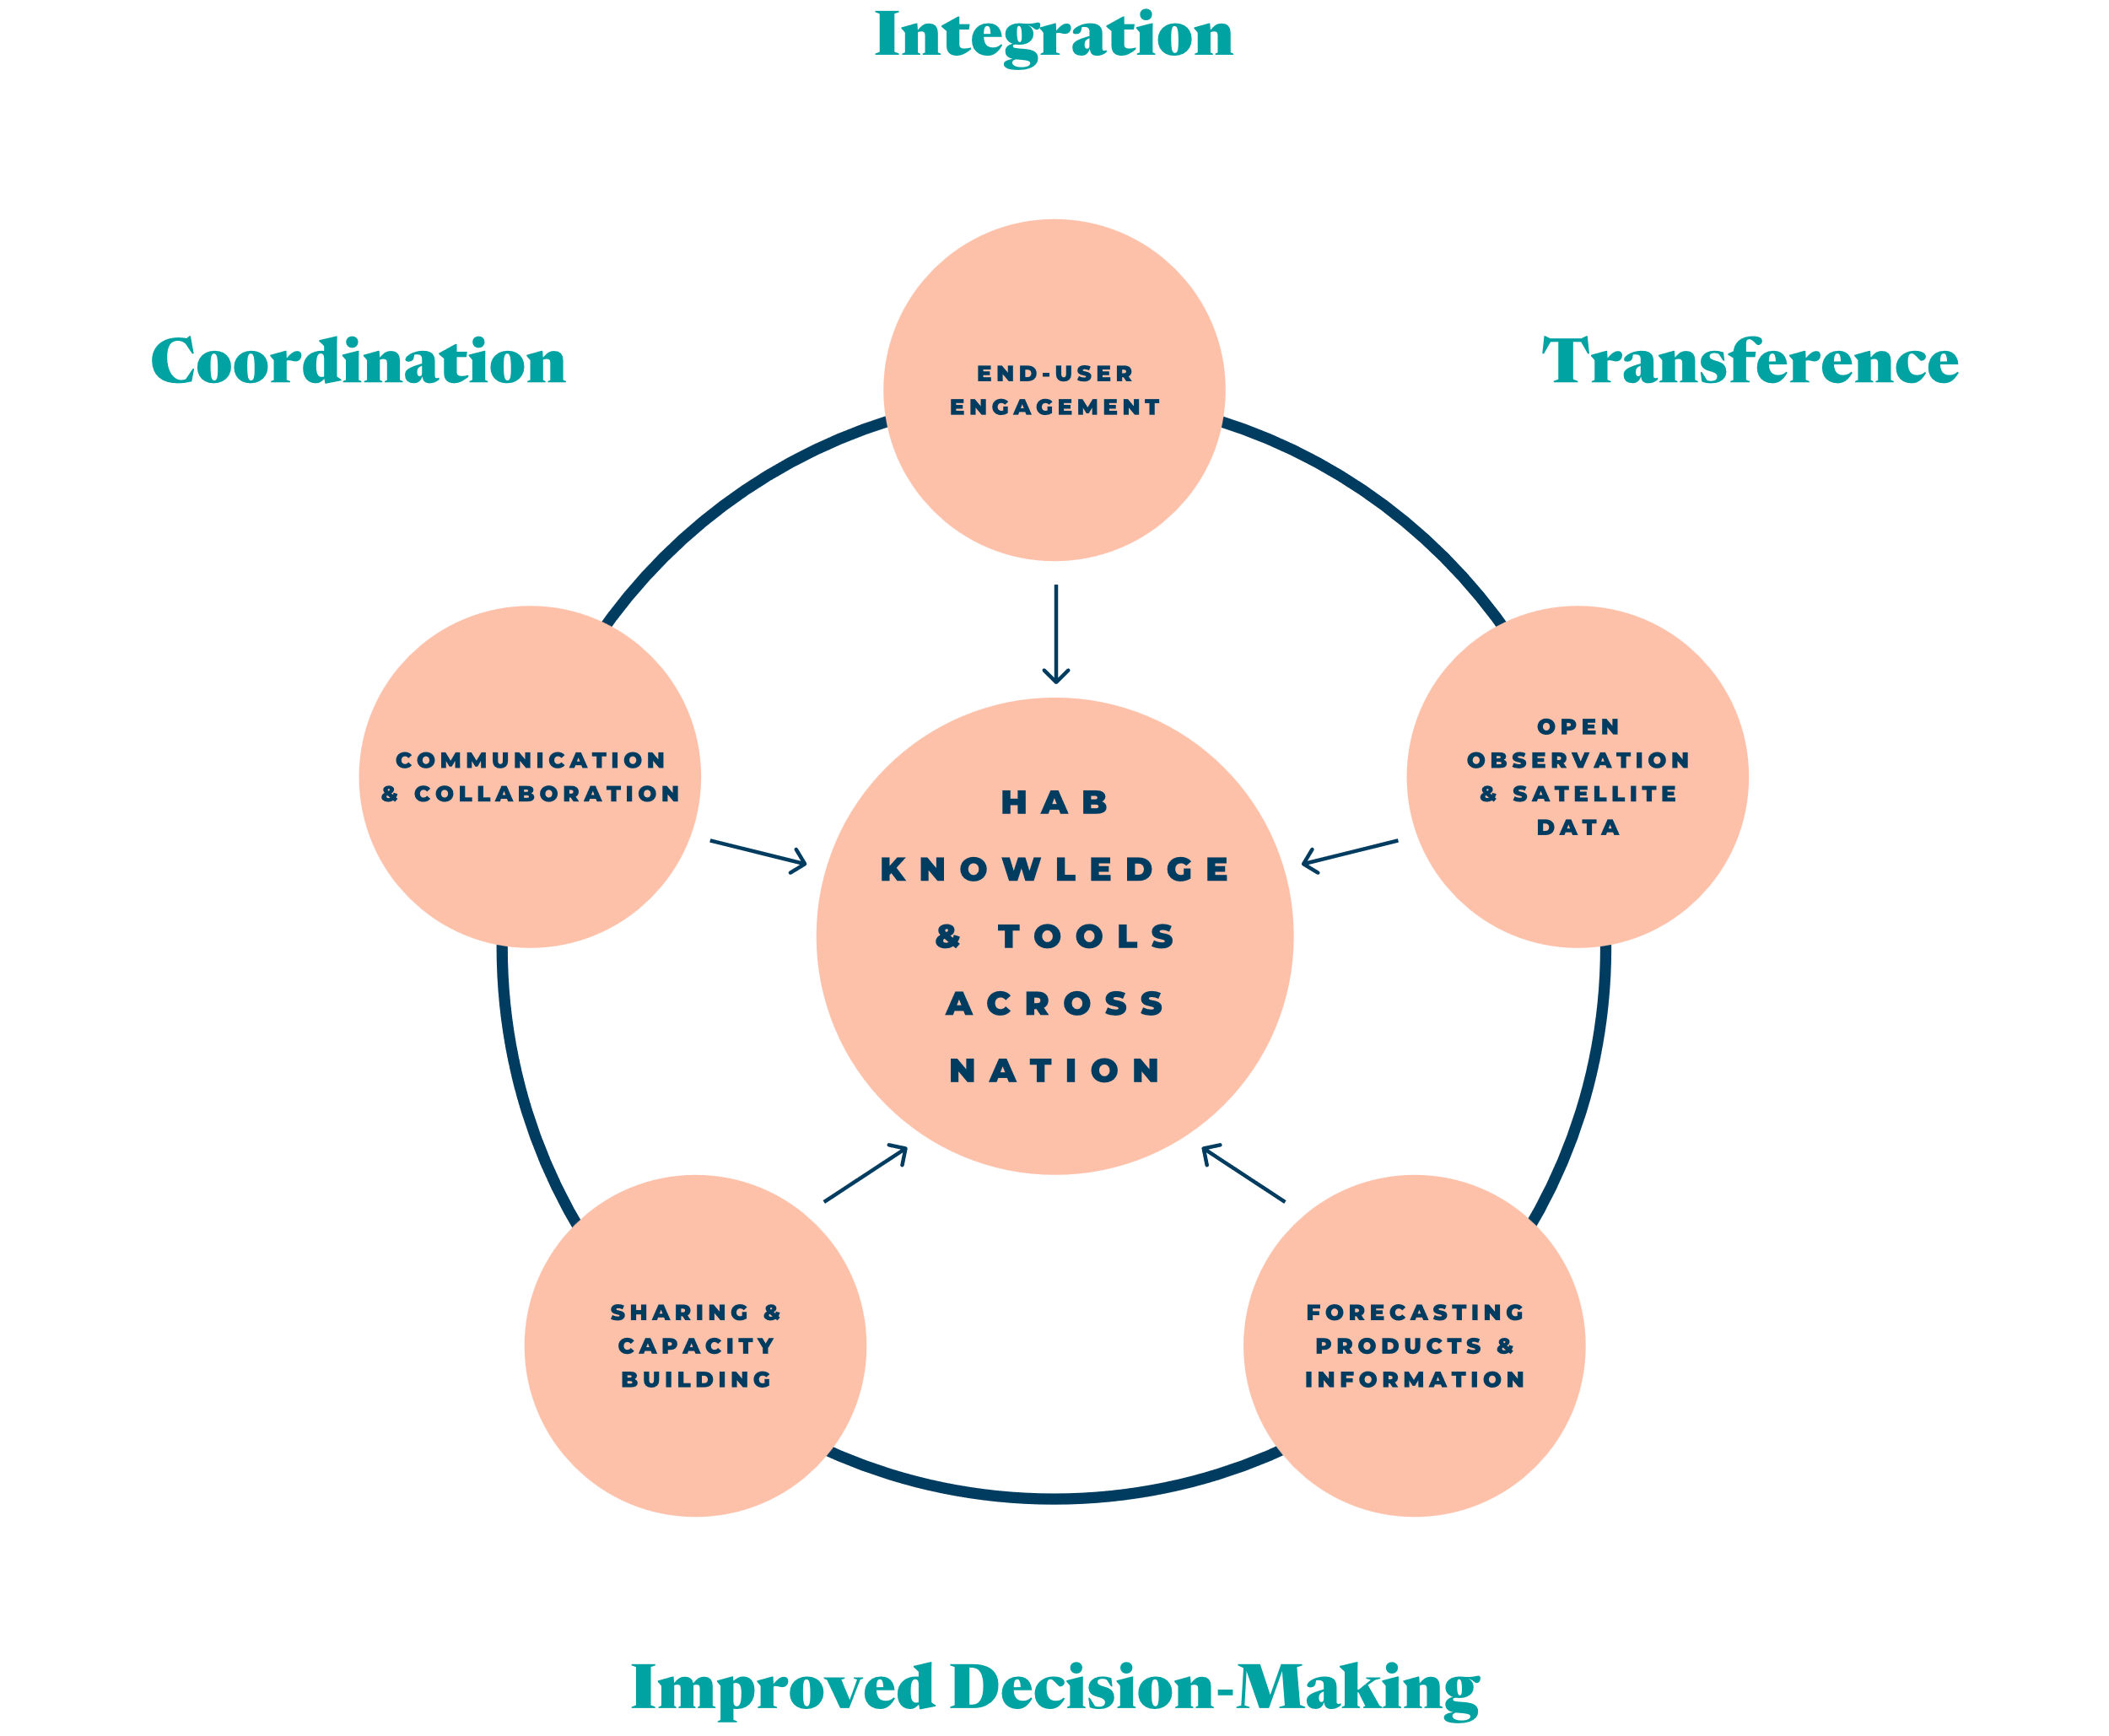 Integration
Coordination
Transference
END-USER
ENGAGEMENT
COMMUNICATION
& COLLABORATION
OPEN
OBSERVATION
& SATELLITE
DATA
HAB
KNOWLEDGE
& TOOLS
ACROSS
NATION
SHARING &
CAPACITY
BUILDING
FORECASTING
PRODUCTS &
INFORMATION
Improved Decision-Making